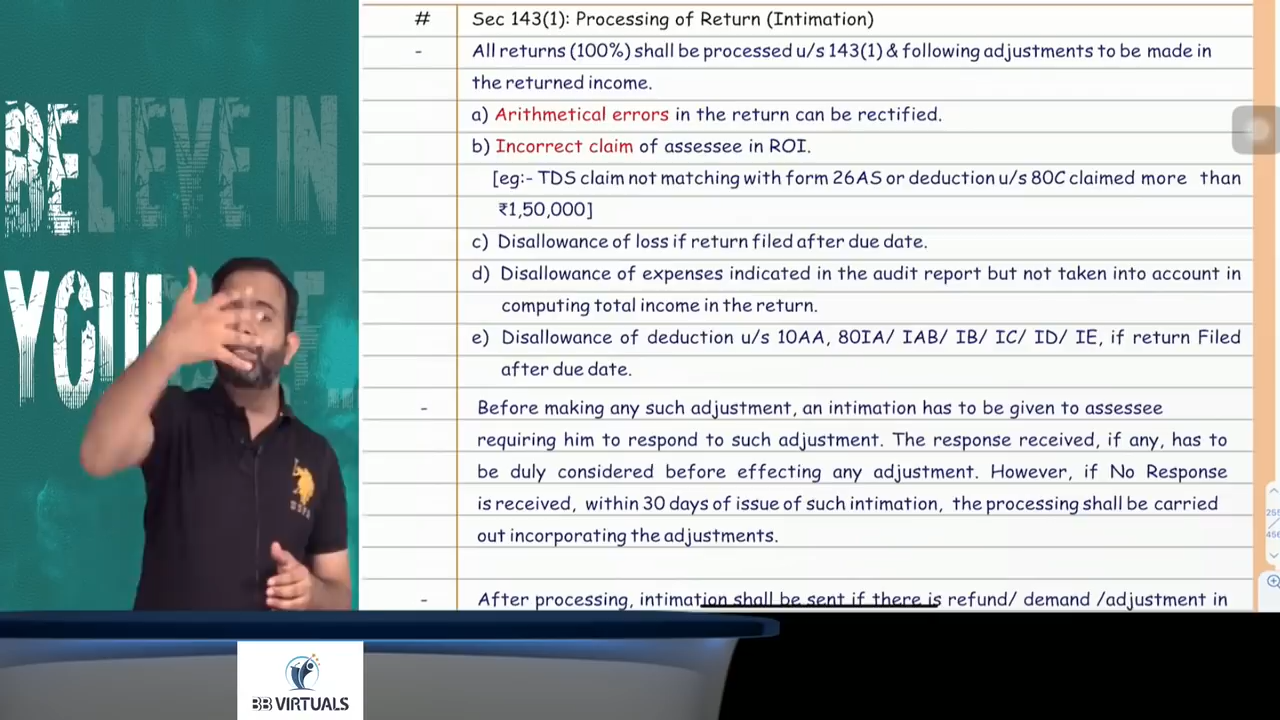 BELIEVE IN
YOU
# Sec 143(1): Processing of Return (Intimation)
- All returns (100%) shall be processed u/s 143(1) & following adjustments to be made in
the returned income.
a) Arithmetical errors in the return can be rectified.
b) Incorrect claim of assessee in ROI.
[eg:- TDS claim not matching with form 26AS or deduction u/s 80C claimed more than
₹1,50,000]
c) Disallowance of loss if return filed after due date.
d) Disallowance of expenses indicated in the audit report but not taken into account in
computing total income in the return.
e) Disallowance of deduction u/s 10AA, 80IA/ IAB/ IB/ IC/ ID/ IE, if return Filed
after due date.
- Before making any such adjustment, an intimation has to be given to assessee
requiring him to respond to such adjustment. The response received, if any, has to
be duly considered before effecting any adjustment. However, if No Response
is received, within 30 days of issue of such intimation, the processing shall be carried
out incorporating the adjustments.
- After processing, intimation shall be sent if there is refund/ demand /adjustment in
BB VIRTUALS